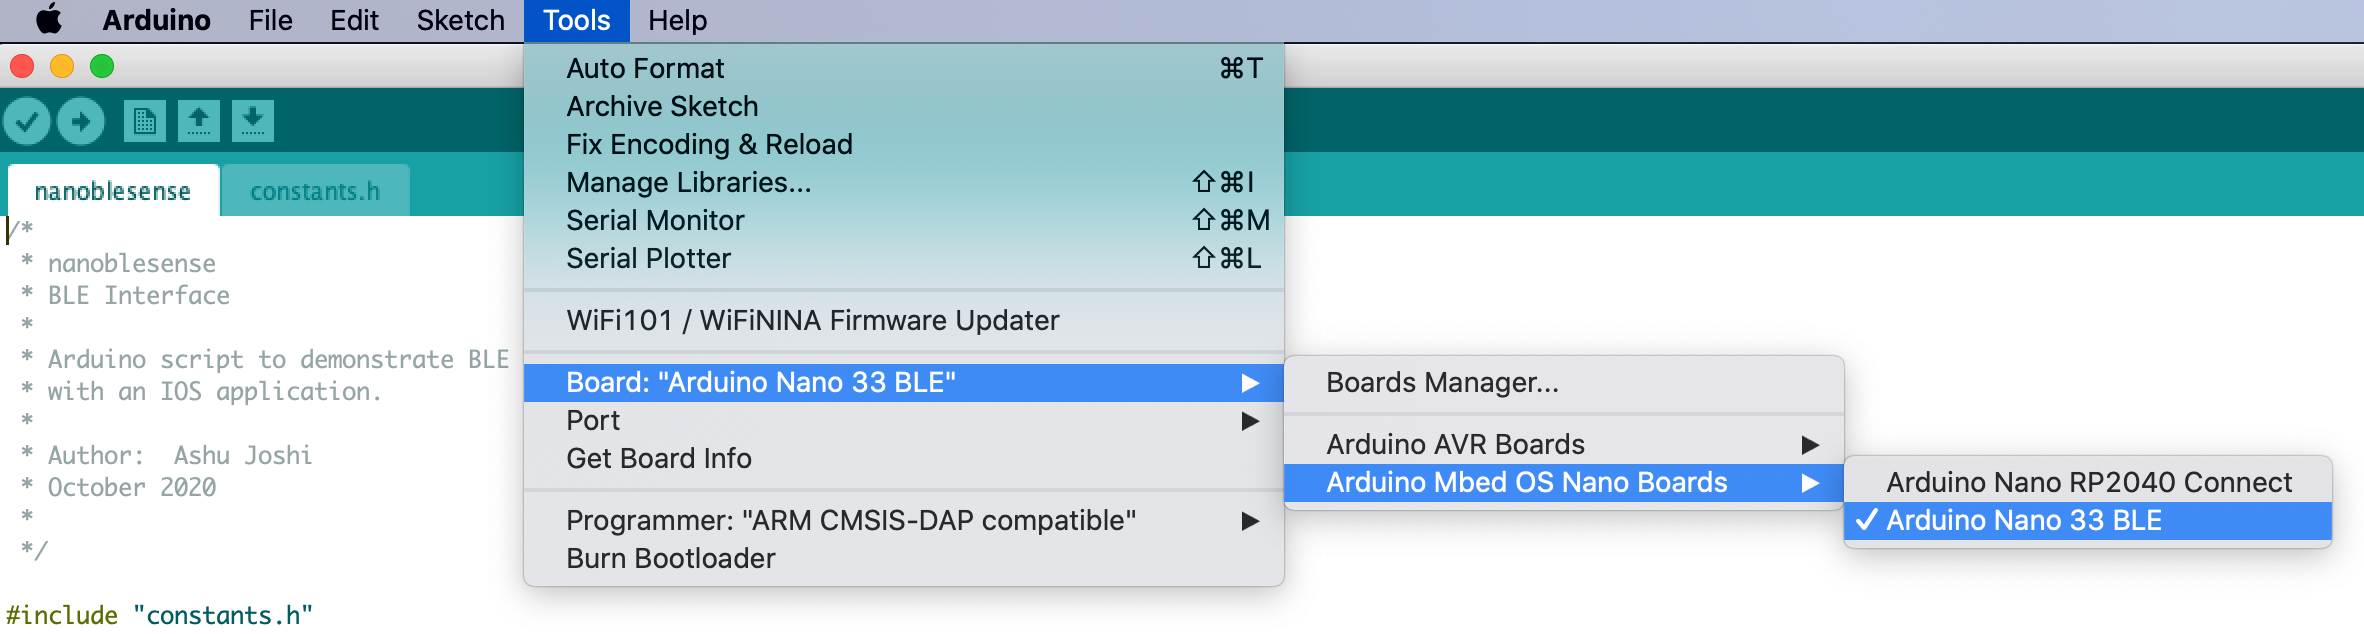 Arduino File Edit Sketch Tools Help
Auto Format ⌘T
Archive Sketch
Fix Encoding & Reload
Manage Libraries... ⇧⌘I
Serial Monitor ⇧⌘M
Serial Plotter ⇧⌘L
WiFi101 / WiFiNINA Firmware Updater
Board: "Arduino Nano 33 BLE"
Port
Get Board Info
Programmer: "ARM CMSIS-DAP compatible"
Burn Bootloader
Boards Manager...
Arduino AVR Boards
Arduino Mbed OS Nano Boards
Arduino Nano RP2040 Connect
✓ Arduino Nano 33 BLE
nanoblesense constants.h
/*
* nanoblesense
* BLE Interface
*
* Arduino script to demonstrate BLE
* with an IOS application.
*
* Author: Ashu Joshi
* October 2020
*
*/
#include "constants.h"